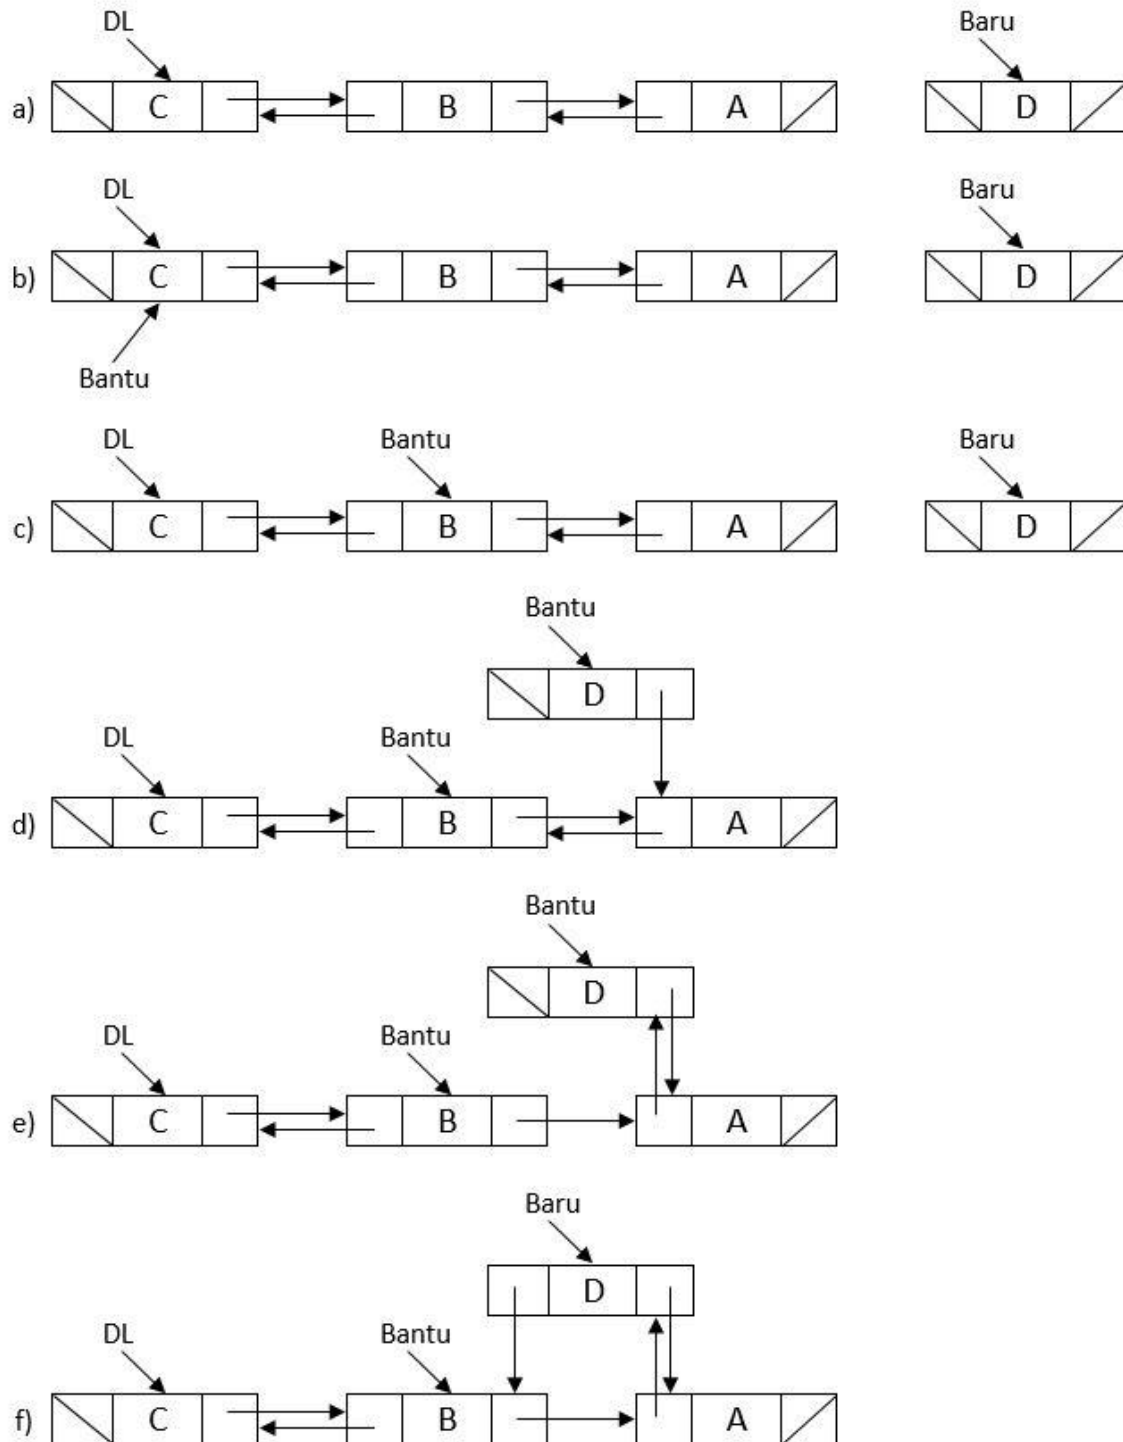 DL Baru
a) C B A D
DL Baru
b) C B A D
Bantu
DL Bantu Baru
c) C B A D
Bantu
D
DL Bantu
d) C B A
Bantu
D
DL Bantu
e) C B A
Baru
D
DL Bantu
f) C B A